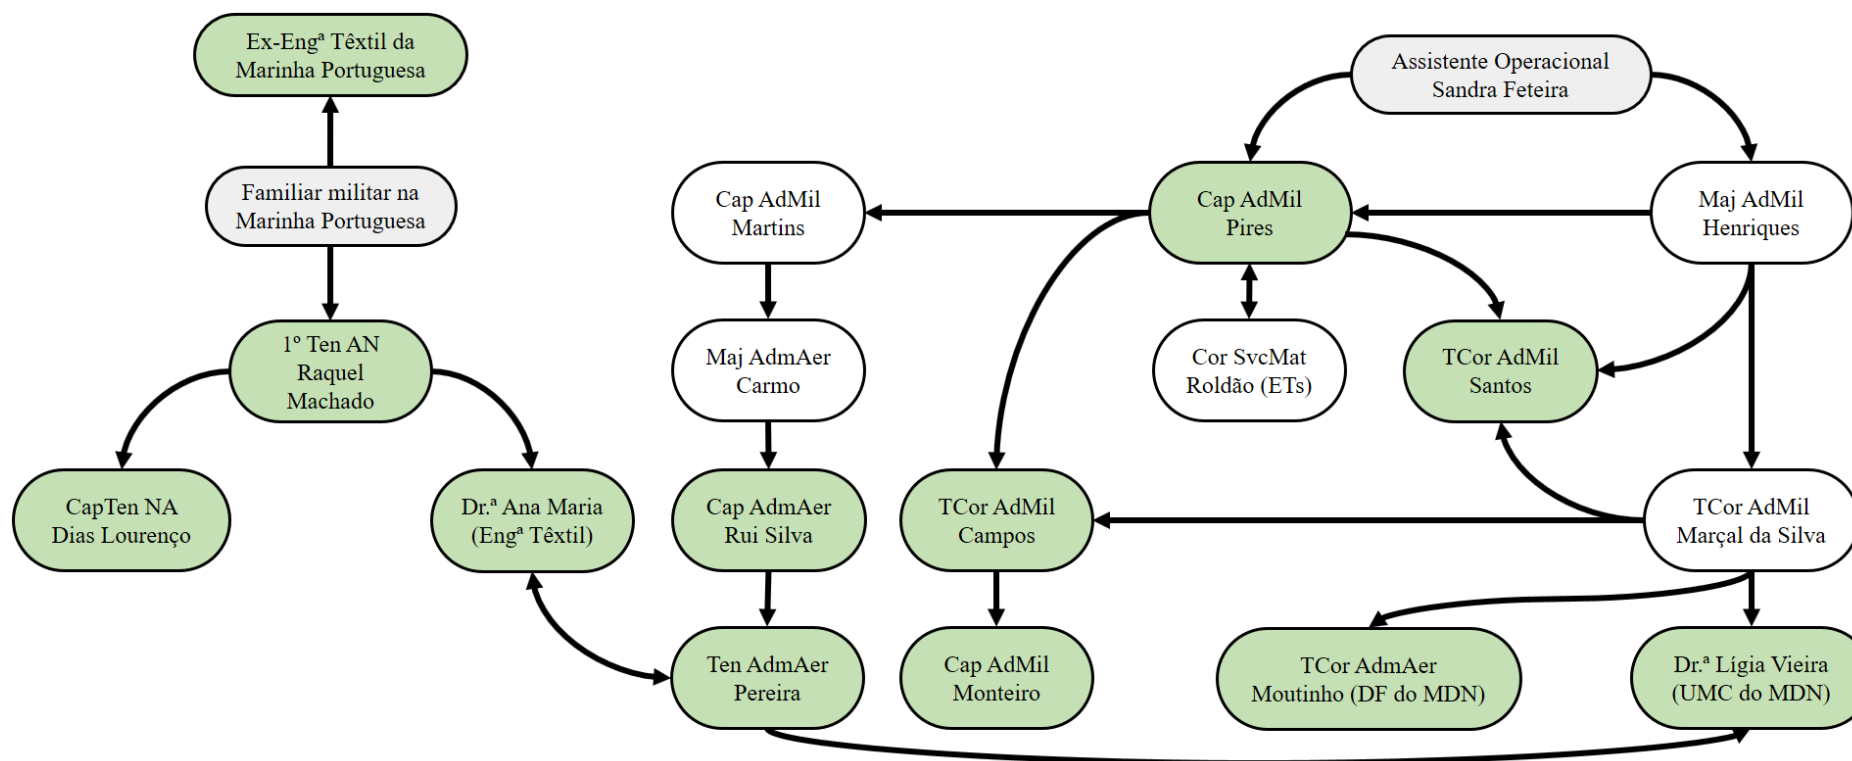 Ex-Engª Têxtil da
Marinha Portuguesa
Assistente Operacional
Sandra Feteira
Familiar militar na
Marinha Portuguesa
Cap AdMil
Martins
Cap AdMil
Pires
Maj AdMil
Henriques
1º Ten AN
Raquel
Machado
Maj AdmAer
Carmo
Cor SvcMat
Roldão (ETs)
TCor AdMil
Santos
CapTen NA
Dias Lourenço
Dr.ª Ana Maria
(Engª Têxtil)
Cap AdmAer
Rui Silva
TCor AdMil
Campos
TCor AdMil
Marçal da Silva
Ten AdmAer
Pereira
Cap AdMil
Monteiro
TCor AdmAer
Moutinho (DF do MDN)
Dr.ª Lígia Vieira
(UMC do MDN)